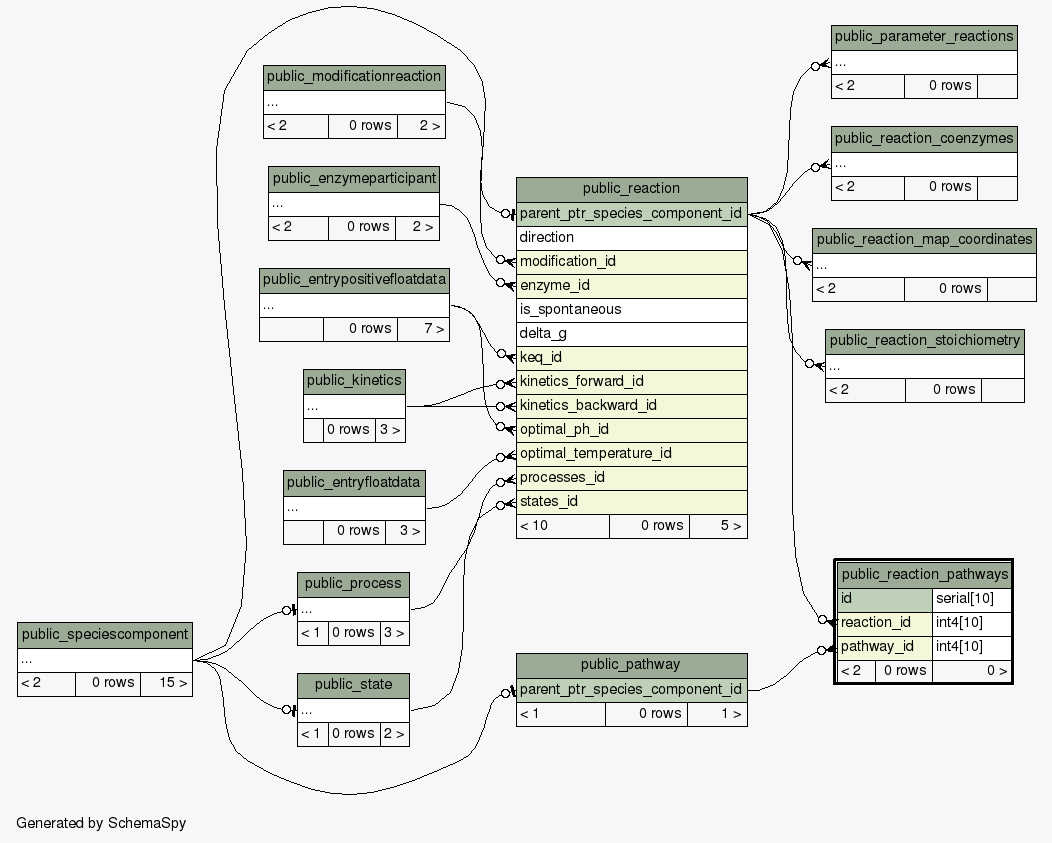 public_modificationreaction
...
< 2 0 rows 2 >
public_enzymeparticipant
...
< 2 0 rows 2 >
public_entrypositivefloatdata
...
0 rows 7 >
public_kinetics
...
0 rows 3 >
public_entryfloatdata
...
0 rows 3 >
public_process
...
< 1 0 rows 3 >
public_speciescomponent
...
< 2 0 rows 15 >
public_state
...
< 1 0 rows 2 >
public_reaction
parent_ptr_species_component_id
direction
modification_id
enzyme_id
is_spontaneous
delta_g
keq_id
kinetics_forward_id
kinetics_backward_id
optimal_ph_id
optimal_temperature_id
processes_id
states_id
< 10 0 rows 5 >
public_pathway
parent_ptr_species_component_id
< 1 0 rows 1 >
public_parameter_reactions
...
< 2 0 rows
public_reaction_coenzymes
...
< 2 0 rows
public_reaction_map_coordinates
...
< 2 0 rows
public_reaction_stoichiometry
...
< 2 0 rows
public_reaction_pathways
id serial[10]
reaction_id int4[10]
pathway_id int4[10]
< 2 0 rows 0 >
Generated by SchemaSpy